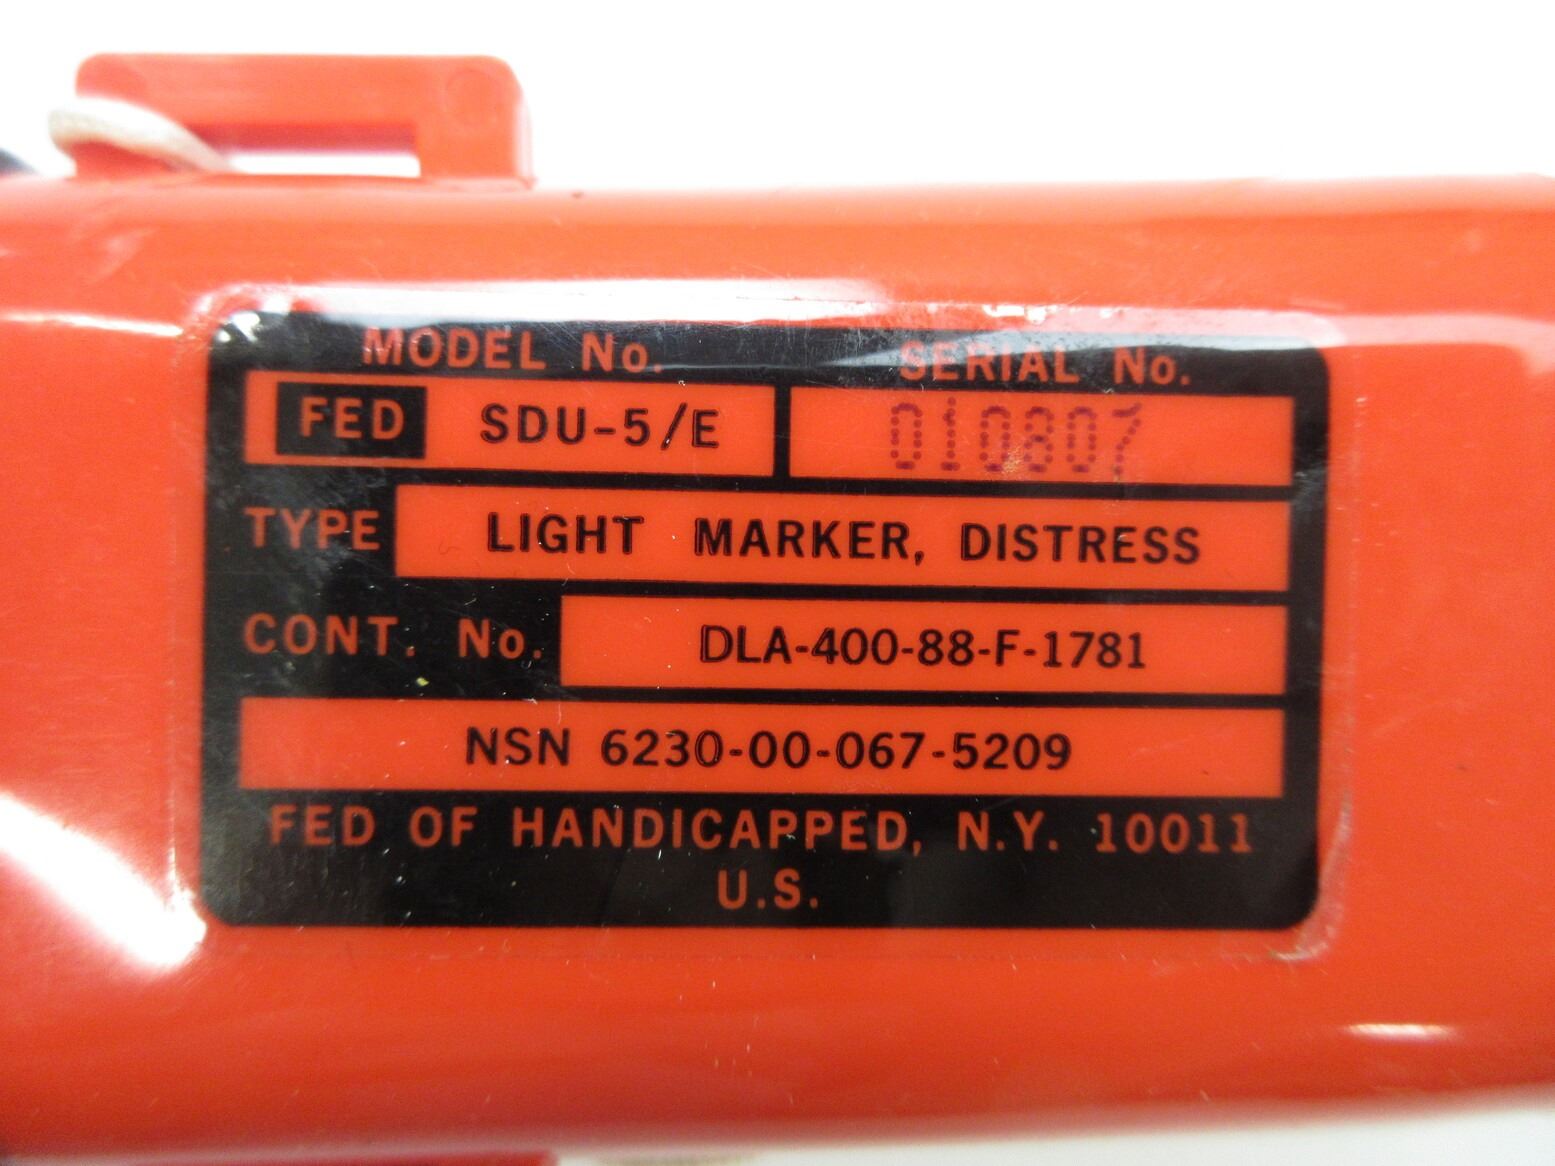 MODEL No. SERIAL No.
FED SDU-5/E 010807
TYPE LIGHT MARKER, DISTRESS
CONT. No. DLA-400-88-F-1781
NSN 6230-00-067-5209
FED OF HANDICAPPED, N.Y. 10011
U.S.